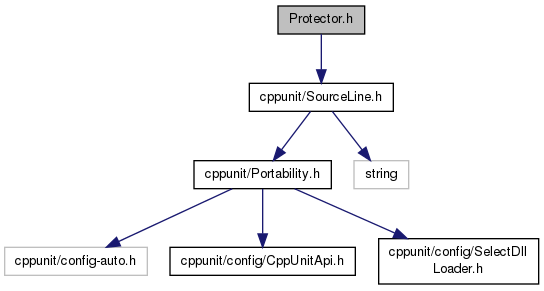 Protector.h
cppunit/SourceLine.h
cppunit/Portability.h
string
cppunit/config-auto.h
cppunit/config/CppUnitApi.h
cppunit/config/SelectDll
Loader.h